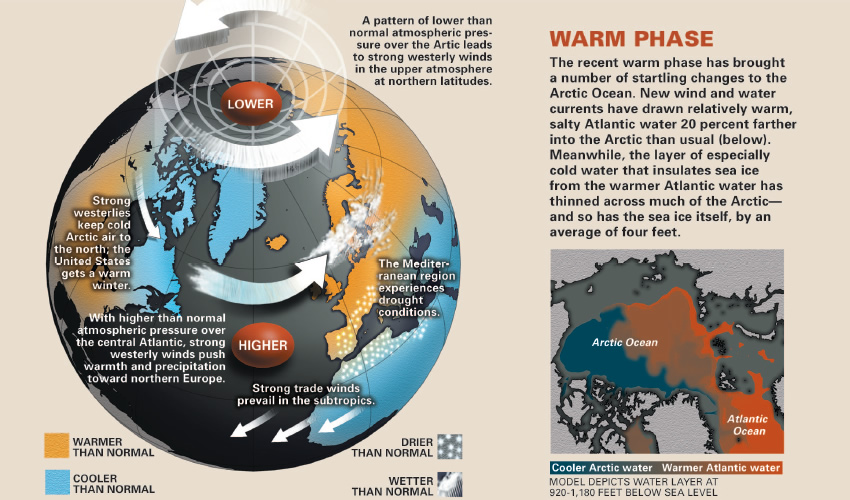 A pattern of lower than
normal atmospheric pres-
sure over the Artic leads
to strong westerly winds
in the upper atmosphere
at northern latitudes.
LOWER
Strong
westerlies
keep cold
Arctic air to
the north; the
United States
gets a warm
winter.
The Mediter-
ranean region
experiences
drought
conditions.
With higher than normal
atmospheric pressure over
the central Atlantic, strong
westerly winds push
warmth and precipitation
toward northern Europe.
HIGHER
Strong trade winds
prevail in the subtropics.
WARMER
THAN NORMAL
COOLER
THAN NORMAL
DRIER
THAN NORMAL
WETTER
THAN NORMAL
WARM PHASE
The recent warm phase has brought
a number of startling changes to the
Arctic Ocean. New wind and water
currents have drawn relatively warm,
salty Atlantic water 20 percent farther
into the Arctic than usual (below).
Meanwhile, the layer of especially
cold water that insulates sea ice
from the warmer Atlantic water has
thinned across much of the Arctic—
and so has the sea ice itself, by an
average of four feet.
Arctic Ocean
Atlantic
Ocean
Cooler Arctic water Warmer Atlantic water
MODEL DEPICTS WATER LAYER AT
920-1,180 FEET BELOW SEA LEVEL